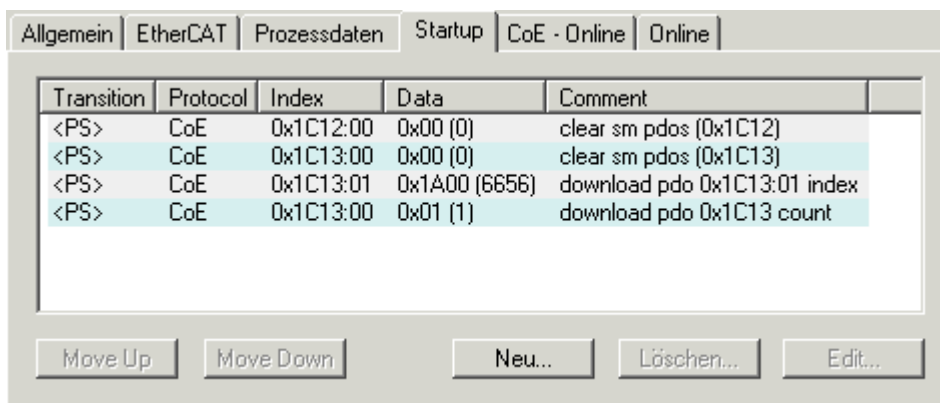 Allgemein EtherCAT Prozessdaten Startup CoE - Online Online
Transition Protocol Index Data Comment
<PS> CoE 0x1C12:00 0x00 (0) clear sm pdos (0x1C12)
<PS> CoE 0x1C13:00 0x00 (0) clear sm pdos (0x1C13)
<PS> CoE 0x1C13:01 0x1A00 (6656) download pdo 0x1C13:01 index
<PS> CoE 0x1C13:00 0x01 (1) download pdo 0x1C13 count
Move Up Move Down Neu... Löschen... Edit...